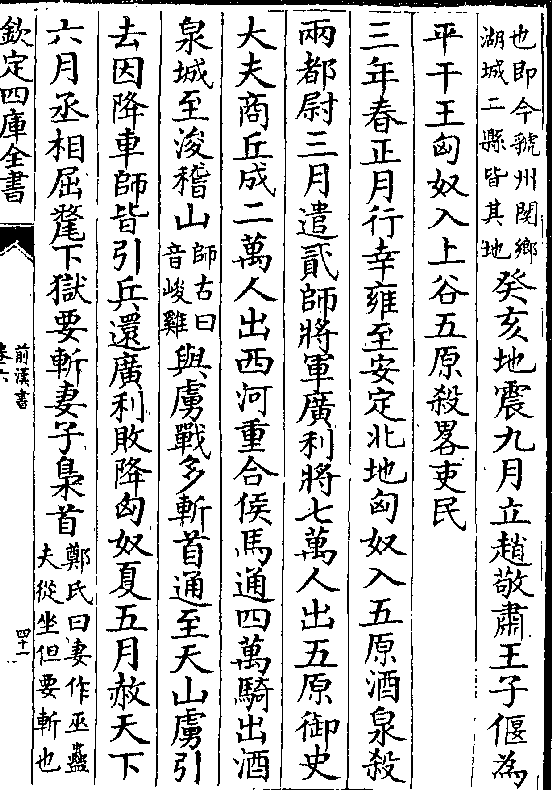 也即今虢州閿鄉
湖城二縣皆其地
癸亥地震九月立趙敬肅王子偃為
平干王匈奴入上谷五原殺畧吏民
三年春正月行幸雍至安定北地匈奴入五原酒泉殺
兩都尉三月遣貳師將軍廣利將七萬人出五原御史
大夫商丘成二萬人出西河重合侯馬通四萬騎出酒
泉城至浚稽山
師古曰
音峻雞
與虜戰多斬首通至天山虜引
去因降車師皆引兵還廣利敗降匈奴夏五月赦天下
六月丞相屈氂下獄要斬妻子梟首
鄭氏曰妻作巫蠱
夫從坐但要斬也
欽定四庫全書
前漢書
卷六
四十一